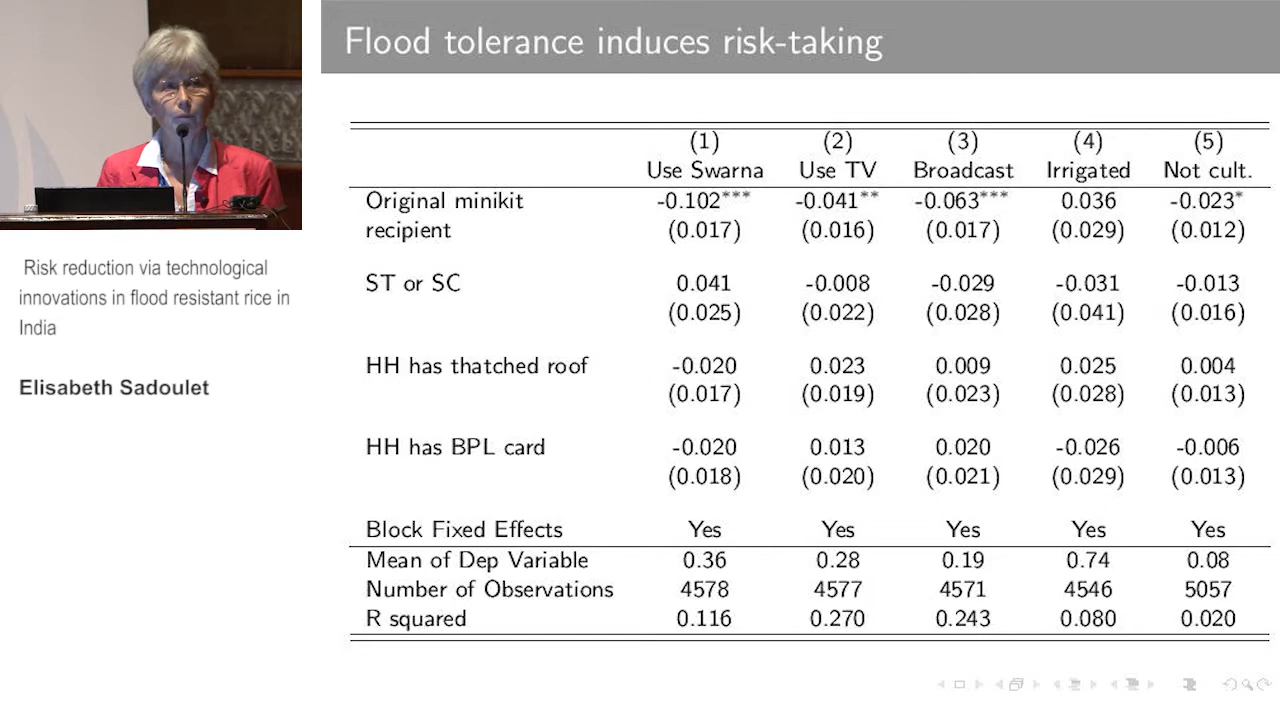 Flood tolerance induces risk-taking
(1) (2) (3) (4) (5)
Use Swarna Use TV Broadcast Irrigated Not cult.
Original minikit -0.102*** -0.041** -0.063*** 0.036 -0.023*
recipient (0.017) (0.016) (0.017) (0.029) (0.012)
ST or SC 0.041 -0.008 -0.029 -0.031 -0.013
(0.025) (0.022) (0.028) (0.041) (0.016)
HH has thatched roof -0.020 0.023 0.009 0.025 0.004
(0.017) (0.019) (0.023) (0.028) (0.013)
HH has BPL card -0.020 0.013 0.020 -0.026 -0.006
(0.018) (0.020) (0.021) (0.029) (0.013)
Block Fixed Effects Yes Yes Yes Yes Yes
Mean of Dep Variable 0.36 0.28 0.19 0.74 0.08
Number of Observations 4578 4577 4571 4546 5057
R squared 0.116 0.270 0.243 0.080 0.020
Risk reduction via technological
innovations in flood resistant rice in
India
Elisabeth Sadoulet